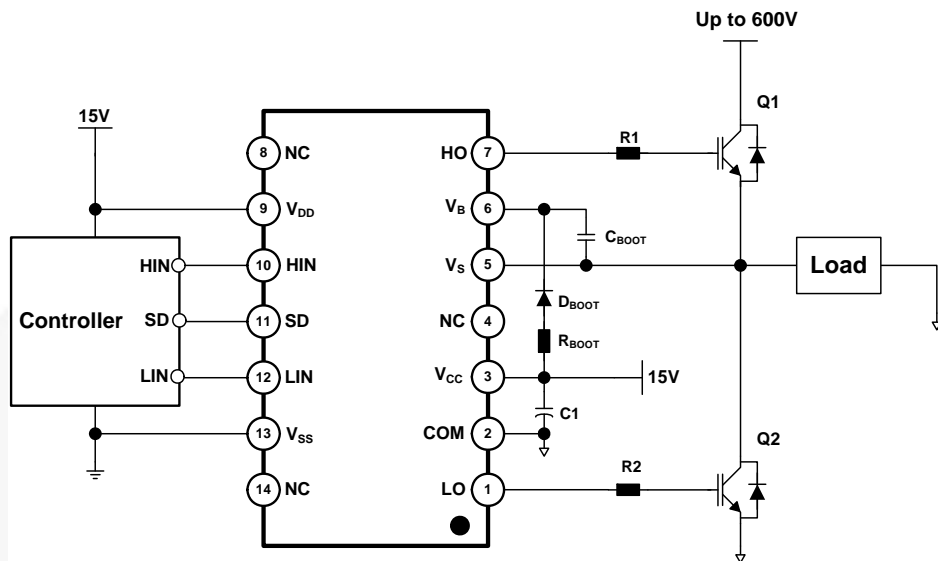 Up to 600V
Q1
15V
R1
8 NC
HO 7
9 VDD
VB 6
CBOOT
HIN
10 HIN
VS 5
Load
Controller
SD
11 SD
NC 4
DBOOT
RBOOT
LIN
12 LIN
VCC 3
15V
C1
13 VSS
COM 2
Q2
R2
14 NC
LO 1